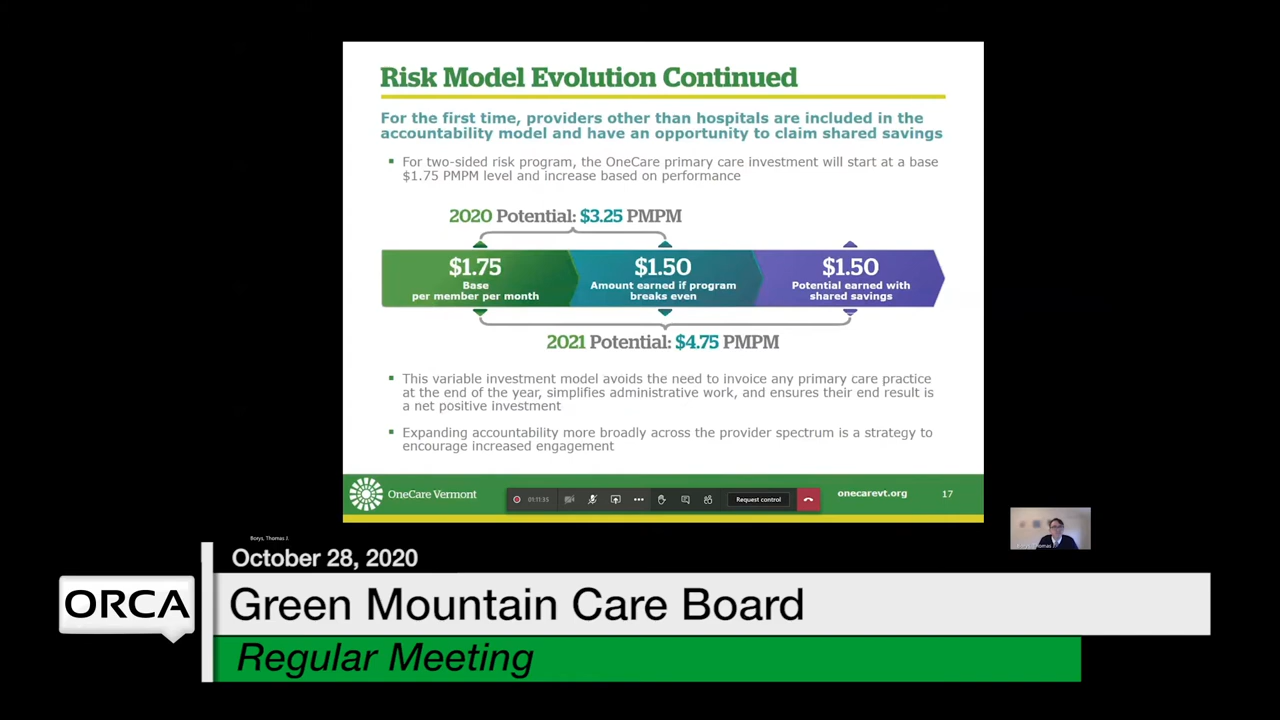 Risk Model Evolution Continued
For the first time, providers other than hospitals are included in the
accountability model and have an opportunity to claim shared savings
▪ For two-sided risk program, the OneCare primary care investment will start at a base
$1.75 PMPM level and increase based on performance
2020 Potential: $3.25 PMPM
$1.75
Base
per member per month
$1.50
Amount earned if program
breaks even
$1.50
Potential earned with
shared savings
2021 Potential: $4.75 PMPM
▪ This variable investment model avoids the need to invoice any primary care practice
at the end of the year, simplifies administrative work, and ensures their end result is
a net positive investment
▪ Expanding accountability more broadly across the provider spectrum is a strategy to
encourage increased engagement
OneCare Vermont
01:11:35
Request control
onecarevt.org
17
Borys, Thomas J.
October 28, 2020
ORCA
Green Mountain Care Board
Regular Meeting